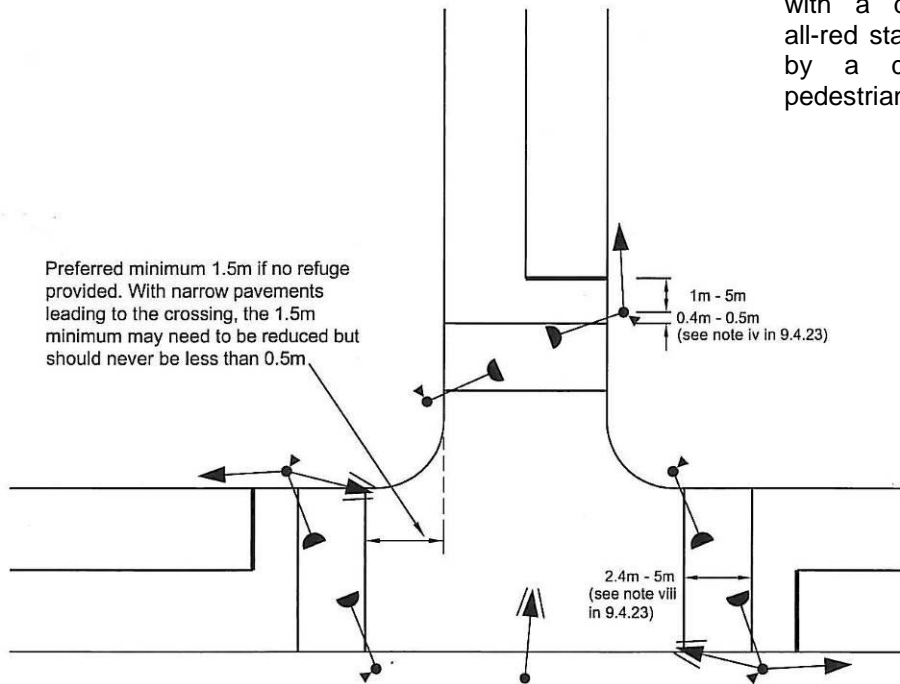 with a
all-red
by a
pedestrian
Preferred minimum 1.5m if no refuge
provided. With narrow pavements
leading to the crossing, the 1.5m
minimum may need to be reduced but
should never be less than 0.5m
1m - 5m
0.4m - 0.5m
(see note iv in 9.4.23)
2.4m - 5m
(see note viii
in 9.4.23)